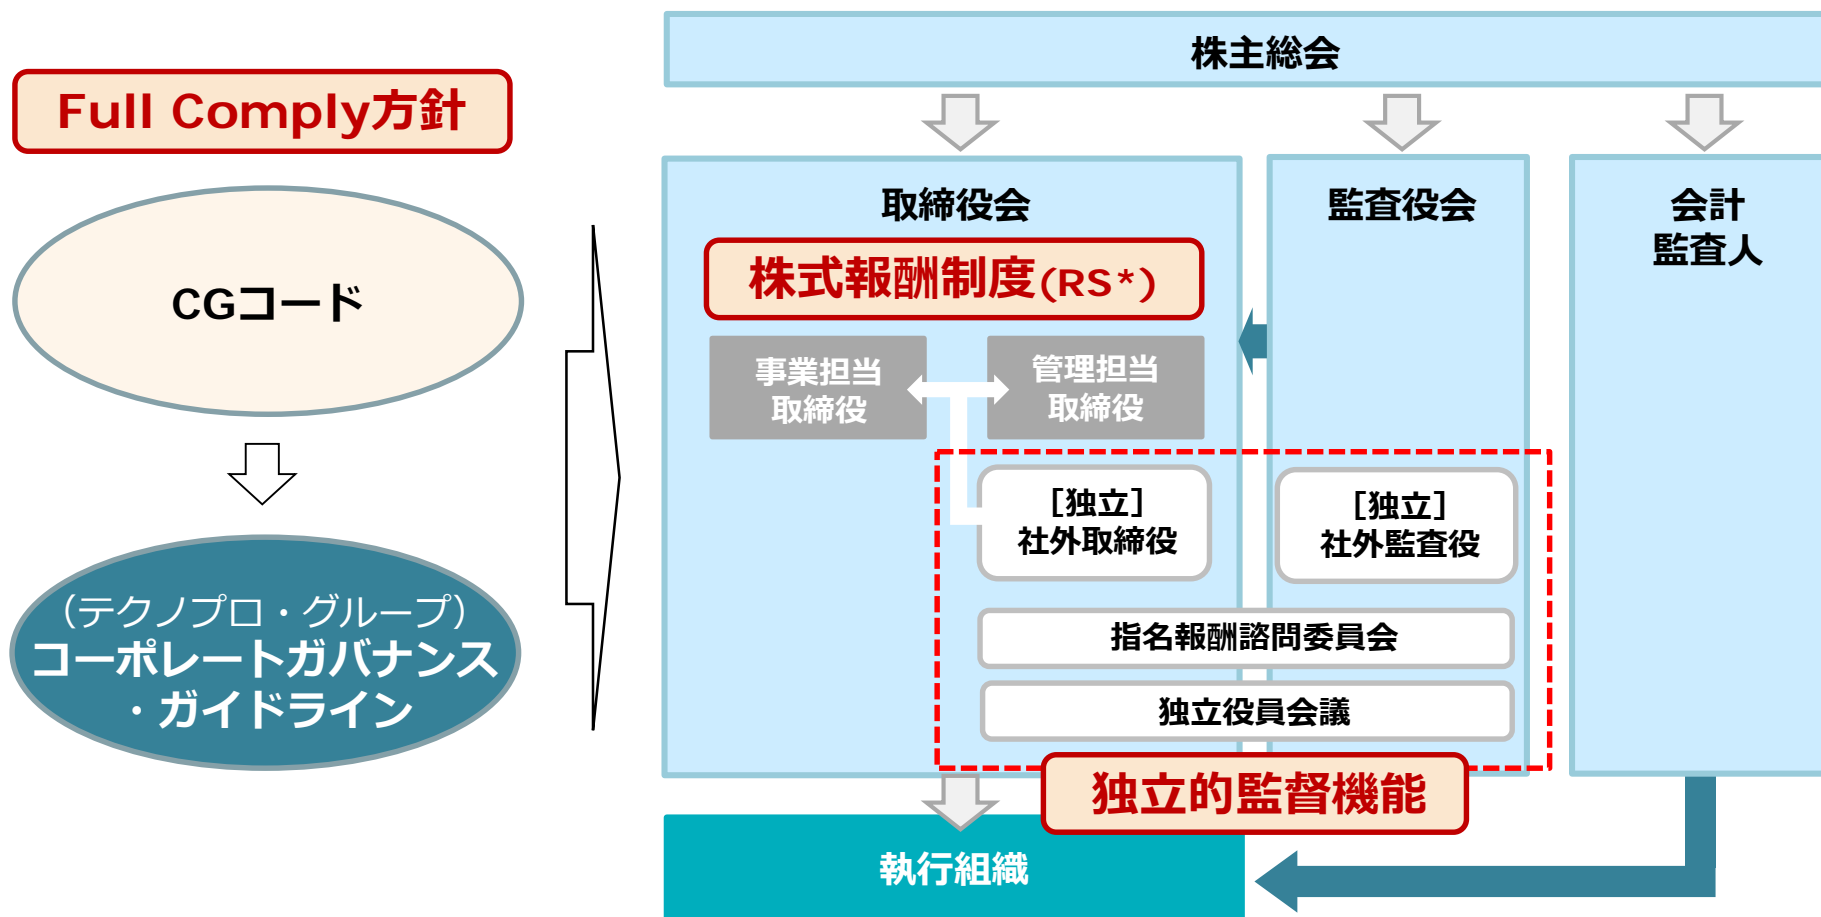 Full Comply方針
CGコード
（テクノプロ・グループ）
コーポレートガバナンス
・ガイドライン
株主総会
取締役会
株式報酬制度(RS*)
事業担当
取締役
管理担当
取締役
［独立］
社外取締役
監査役会
［独立］
社外監査役
指名報酬諮問委員会
独立役員会議
独立的監督機能
会計
監査人
執行組織